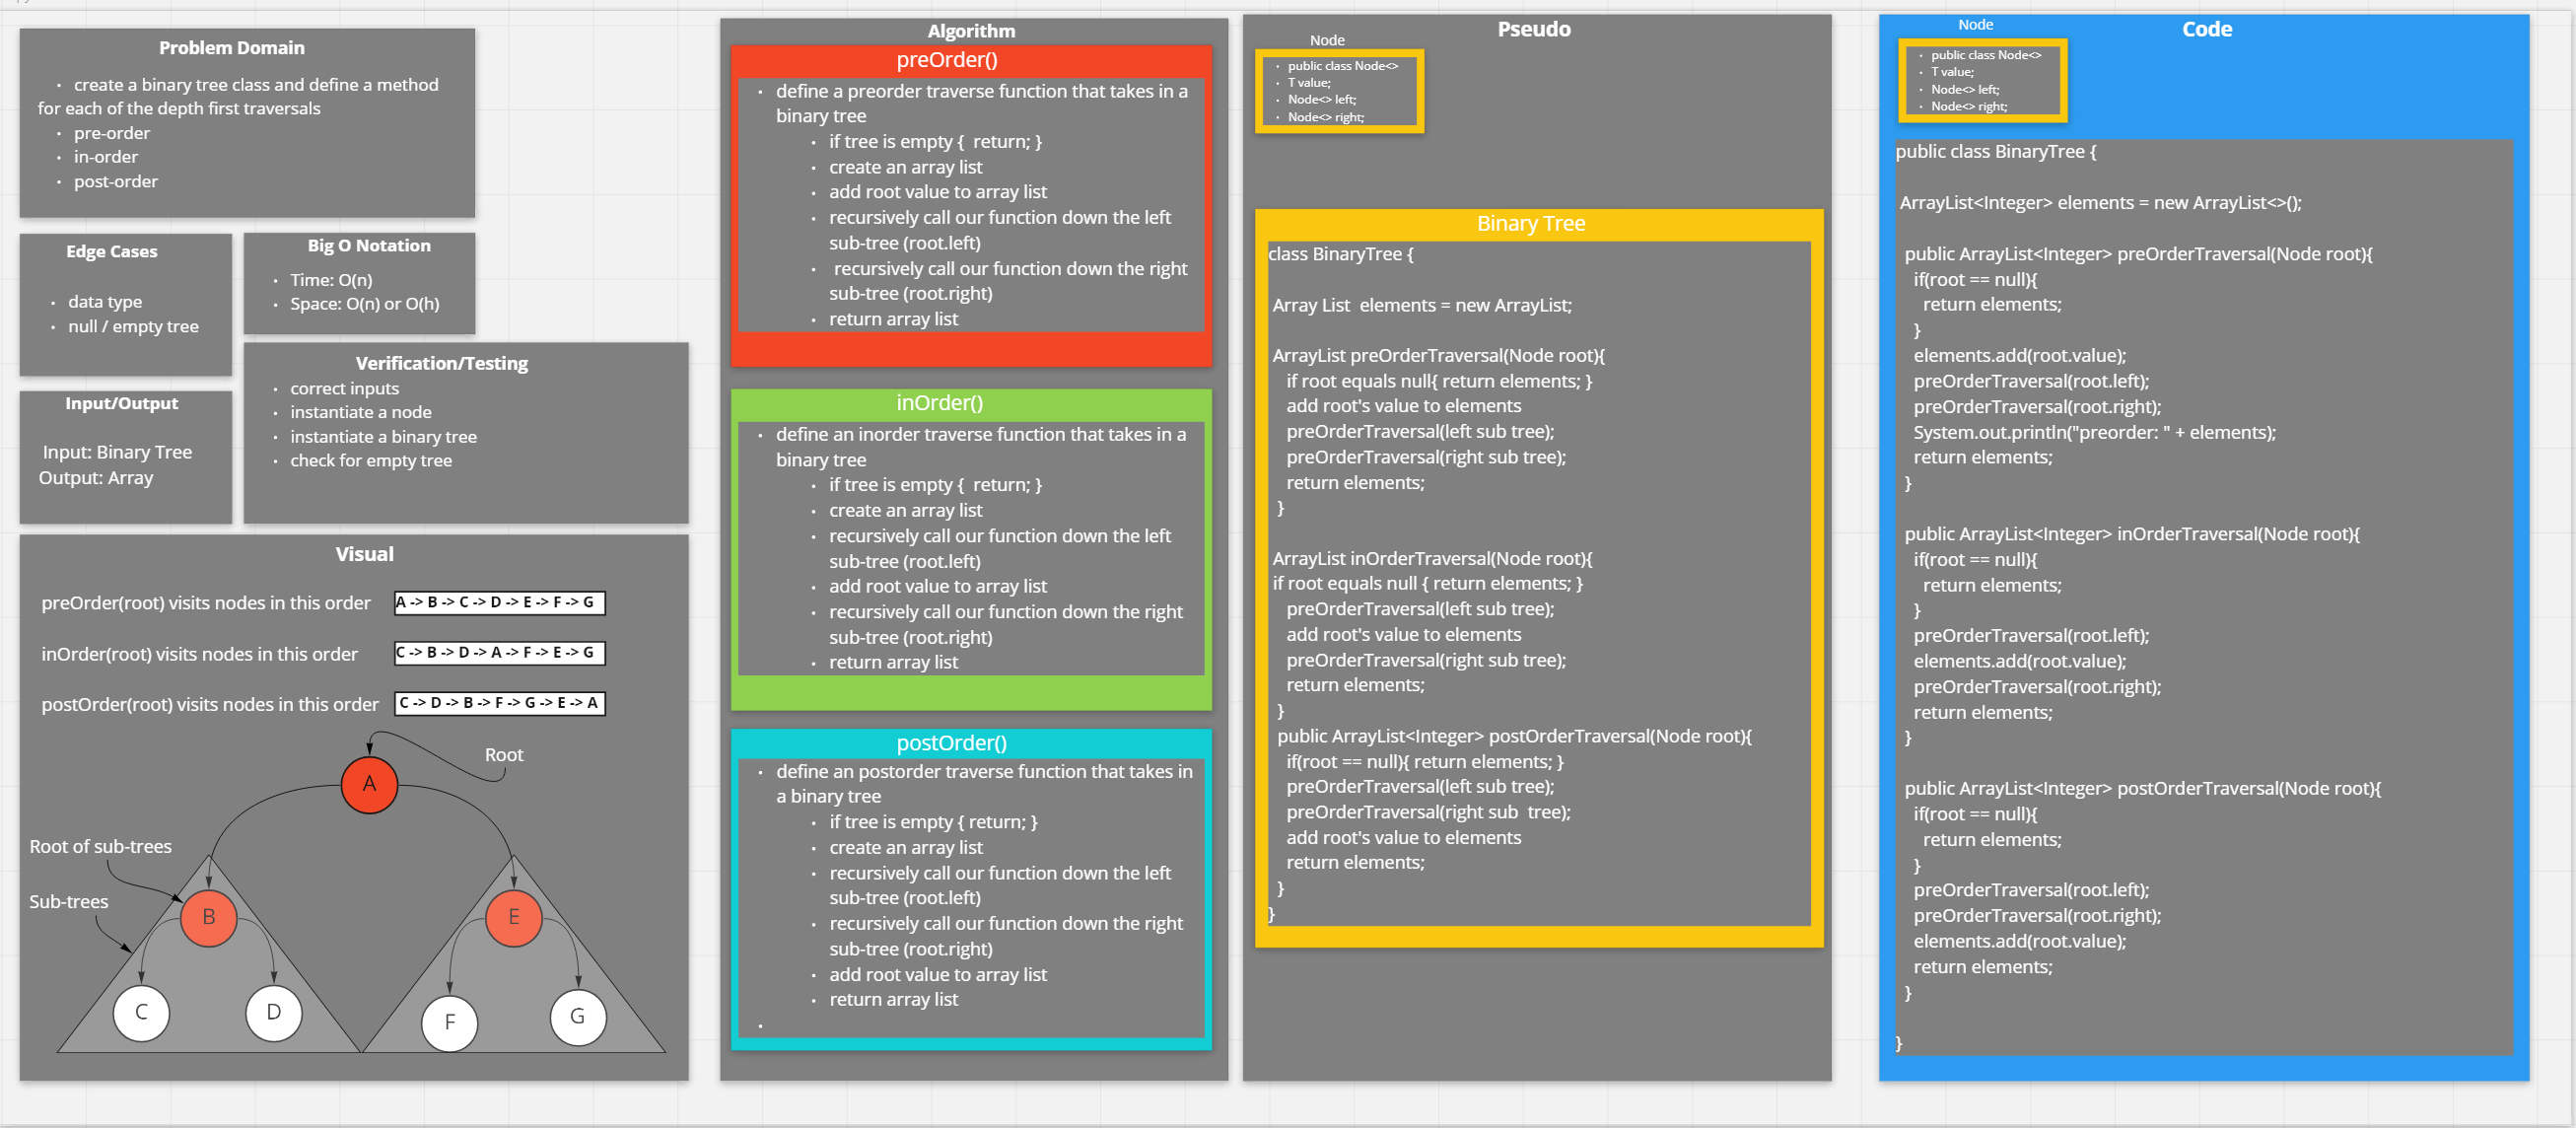 Problem Domain
· create a binary tree class and define a method
for each of the depth first traversals
· pre-order
· in-order
· post-order
Edge Cases
· data type
· null / empty tree
Big O Notation
· Time: O(n)
· Space: O(n) or O(h)
Input/Output
Input: Binary Tree
Output: Array
Verification/Testing
· correct inputs
· instantiate a node
· instantiate a binary tree
· check for empty tree
Visual
preOrder(root) visits nodes in this order
A -> B -> C -> D -> E -> F -> G
inOrder(root) visits nodes in this order
C -> B -> D -> A -> F -> E -> G
postOrder(root) visits nodes in this order
C -> D -> B -> F -> G -> E -> A
Root
A
Root of sub-trees
Sub-trees
B
E
C
D
F
G
Algorithm
preOrder()
· define a preorder traverse function that takes in a
binary tree
· if tree is empty { return; }
· create an array list
· add root value to array list
· recursively call our function down the left
sub-tree (root.left)
· recursively call our function down the right
sub-tree (root.right)
· return array list
inOrder()
· define an inorder traverse function that takes in a
binary tree
· if tree is empty { return; }
· create an array list
· recursively call our function down the left
sub-tree (root.left)
· add root value to array list
· recursively call our function down the right
sub-tree (root.right)
· return array list
postOrder()
· define an postorder traverse function that takes in
a binary tree
· if tree is empty { return; }
· create an array list
· recursively call our function down the left
sub-tree (root.left)
· recursively call our function down the right
sub-tree (root.right)
· add root value to array list
· return array list
·
Pseudo
Node
· public class Node<>
· T value;
· Node<> left;
· Node<> right;
Binary Tree
class BinaryTree {
Array List elements = new ArrayList;
ArrayList preOrderTraversal(Node root){
if root equals null{ return elements; }
add root's value to elements
preOrderTraversal(left sub tree);
preOrderTraversal(right sub tree);
return elements;
}
ArrayList inOrderTraversal(Node root){
if root equals null { return elements; }
preOrderTraversal(left sub tree);
add root's value to elements
preOrderTraversal(right sub tree);
return elements;
}
public ArrayList<Integer> postOrderTraversal(Node root){
if(root == null){ return elements; }
preOrderTraversal(left sub tree);
preOrderTraversal(right sub tree);
add root's value to elements
return elements;
}
}
Code
Node
· public class Node<>
· T value;
· Node<> left;
· Node<> right;
public class BinaryTree {
ArrayList<Integer> elements = new ArrayList<>();
public ArrayList<Integer> preOrderTraversal(Node root){
if(root == null){
return elements;
}
elements.add(root.value);
preOrderTraversal(root.left);
preOrderTraversal(root.right);
System.out.println("preorder: " + elements);
return elements;
}
public ArrayList<Integer> inOrderTraversal(Node root){
if(root == null){
return elements;
}
preOrderTraversal(root.left);
elements.add(root.value);
preOrderTraversal(root.right);
return elements;
}
public ArrayList<Integer> postOrderTraversal(Node root){
if(root == null){
return elements;
}
preOrderTraversal(root.left);
preOrderTraversal(root.right);
elements.add(root.value);
return elements;
}
}